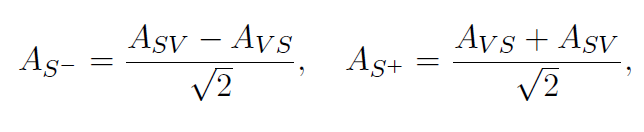 $A_{S^-} = \frac{A_{SV} - A_{VS}}{\sqrt{2}}, \quad A_{S^+} = \frac{A_{VS} + A_{SV}}{\sqrt{2}},$